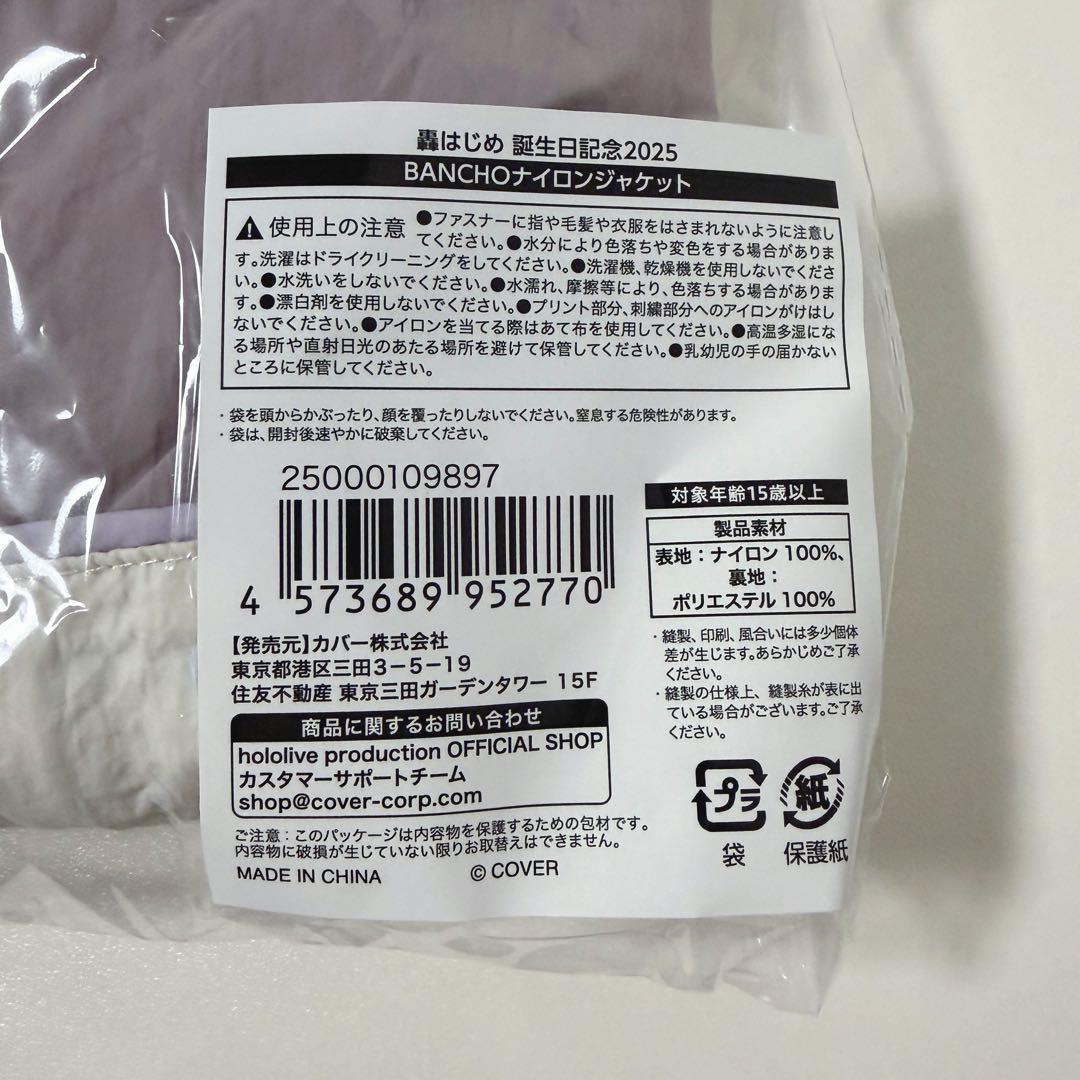 轟はじめ 誕生日記念2025
BANCHOナイロンジャケット
使用上の注意 ●ファスナーに指や毛髪や衣服をはさまれないように注意し
てください。●水分により色落ちや変色をする場合がありま
す。洗濯はドライクリーニングをしてください。●洗濯機、乾燥機を使用しないでくださ
い。●水洗いをしないでください。●水濡れ、摩擦等により、色落ちする場合がありま
す。●漂白剤を使用しないでください。●プリント部分、刺繍部分へのアイロンがけはし
ないでください。●アイロンを当てる際はあて布を使用してください。●高温多湿にな
る場所や直射日光のあたる場所を避けて保管してください。●乳幼児の手の届かない
ところに保管してください。
・袋を頭からかぶったり、顔を覆ったりしないでください。窒息する危険性があります。
・袋は、開封後速やかに破棄してください。
25000109897
4 573689 952770
対象年齢15歳以上
製品素材
表地：ナイロン 100%、
裏地：
ポリエステル 100%
・縫製、印刷、風合いには多少個体
差が生じます。あらかじめご了承
ください。
・縫製の仕様上、縫製糸が表に出
ている場合がございます。ご了承
ください。
【発売元】カバー株式会社
東京都港区三田3－5－19
住友不動産 東京三田ガーデンタワー 15F
商品に関するお問い合わせ
hololive production OFFICIAL SHOP
カスタマーサポートチーム
shop@cover-corp.com
プラ
袋
紙
保護紙
ご注意：このパッケージは内容物を保護するための包材です。
内容物に破損が生じていない限りお取替えはできません。
MADE IN CHINA © COVER